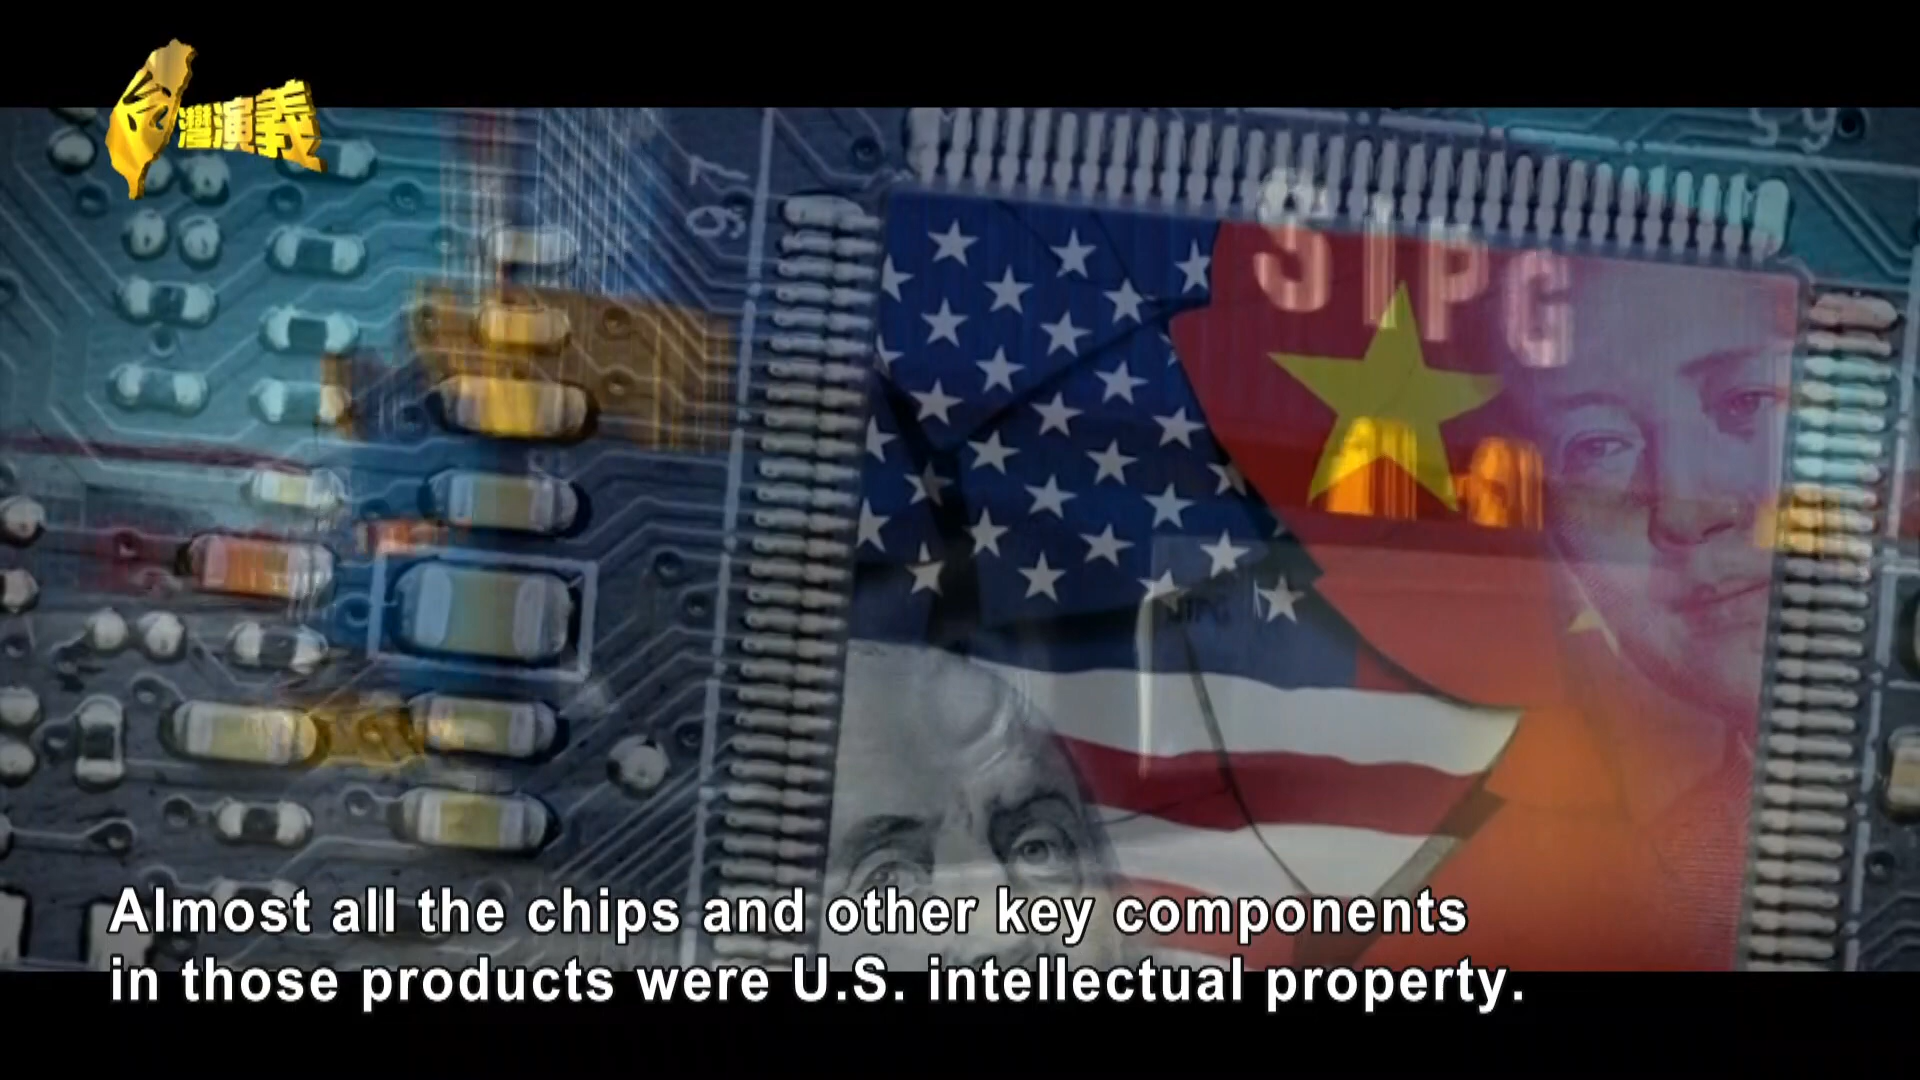 台灣演義
97
SIPG
Almost all the chips and other key components
in those products were U.S. intellectual property.